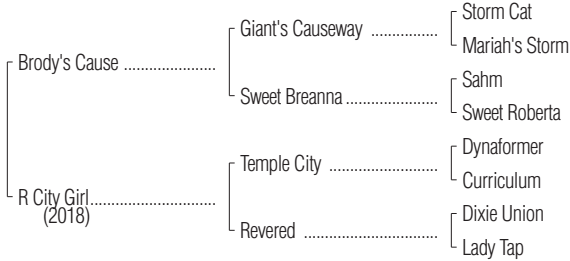 Storm Cat
Giant's Causeway
Mariah's Storm
Brody's Cause
Sahm
Sweet Breanna
Sweet Roberta
Dynaformer
Temple City
Curriculum
R City Girl
(2018)
Dixie Union
Revered
Lady Tap